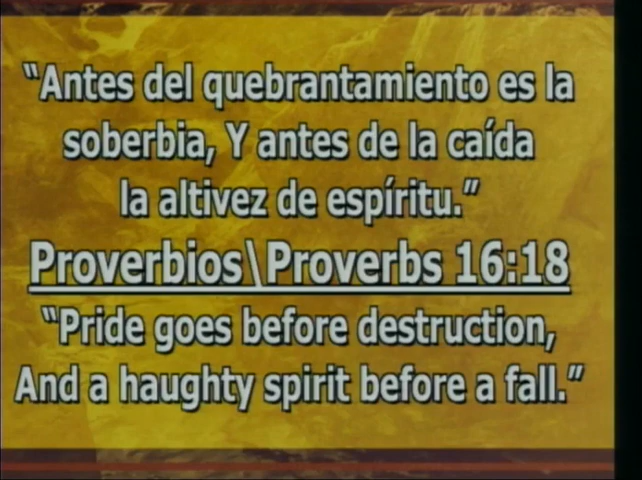 “Antes del quebrantamiento es la
soberbia, Y antes de la caída
la altivez de espíritu.”
Proverbios\Proverbs 16:18
“Pride goes before destruction,
And a haughty spirit before a fall.”